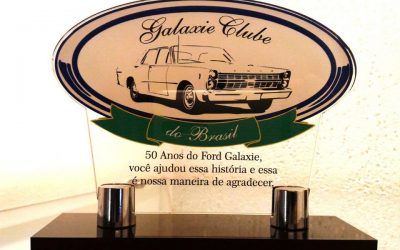 Galaxie Clube
do Brasil
50 Anos do Ford Galaxie,
você ajudou essa história e essa
é nossa maneira de agradecer.